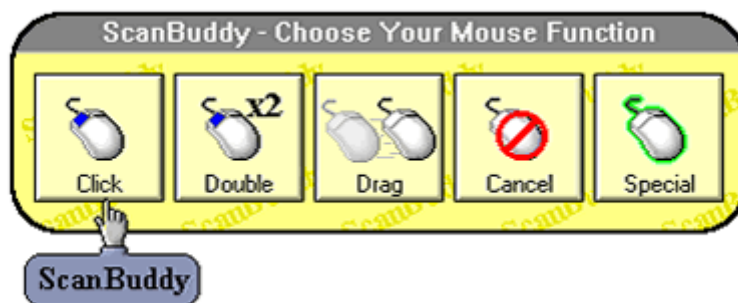 ScanBuddy - Choose Your Mouse Function
x2
Click Double Drag Cancel Special
ScanBuddy